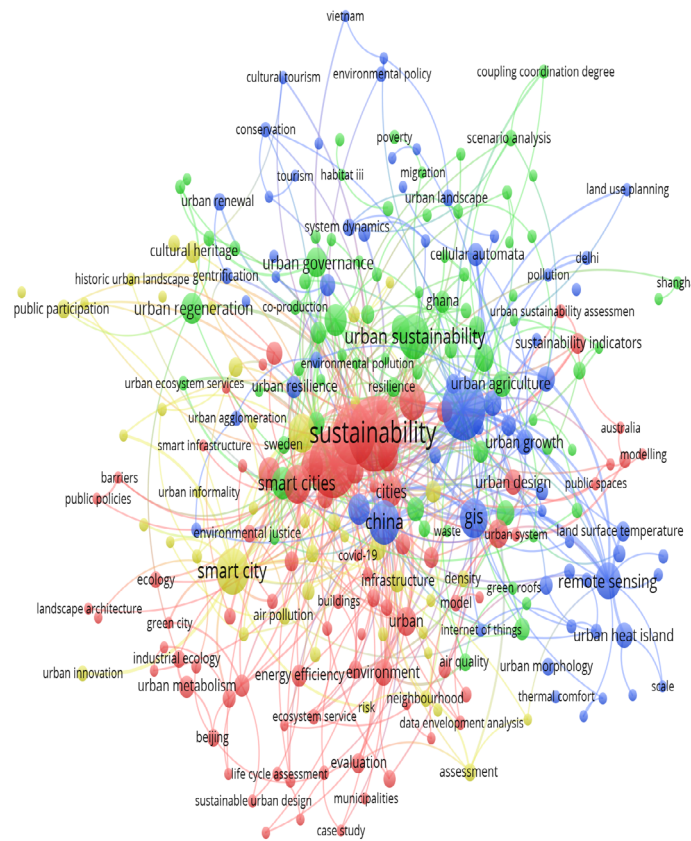 vietnam
cultural tourism
environmental policy
coupling coordination degree
conservation
poverty
scenario analysis
tourism
habitat iii
migration
urban renewal
urban landscape
land use planning
system dynamics
cultural heritage
urban governance
cellular automata
delhi
historic urban landscape
gentrification
pollution
shangh
public participation
urban regeneration
co-production
ghana
urban sustainability assessmen
urban sustainability
sustainability indicators
environmental pollution
urban ecosystem services
urban resilience
resilience
urban agriculture
urban agglomeration
sustainability
australia
smart infrastructure
sweden
urban growth
modelling
barriers
smart cities
cities
urban design
public spaces
public policies
urban informality
environmental justice
china
gis
waste
urban system
land surface temperature
covid-19
smart city
ecology
infrastructure
density
green roofs
remote sensing
landscape architecture
air pollution
buildings
model
green city
urban
internet of things
urban heat island
industrial ecology
air quality
urban innovation
urban metabolism
energy efficiency
environment
urban morphology
neighbourhood
thermal comfort
scale
risk
ecosystem service
data envelopment analysis
beijing
evaluation
life cycle assessment
assessment
sustainable urban design
municipalities
case study